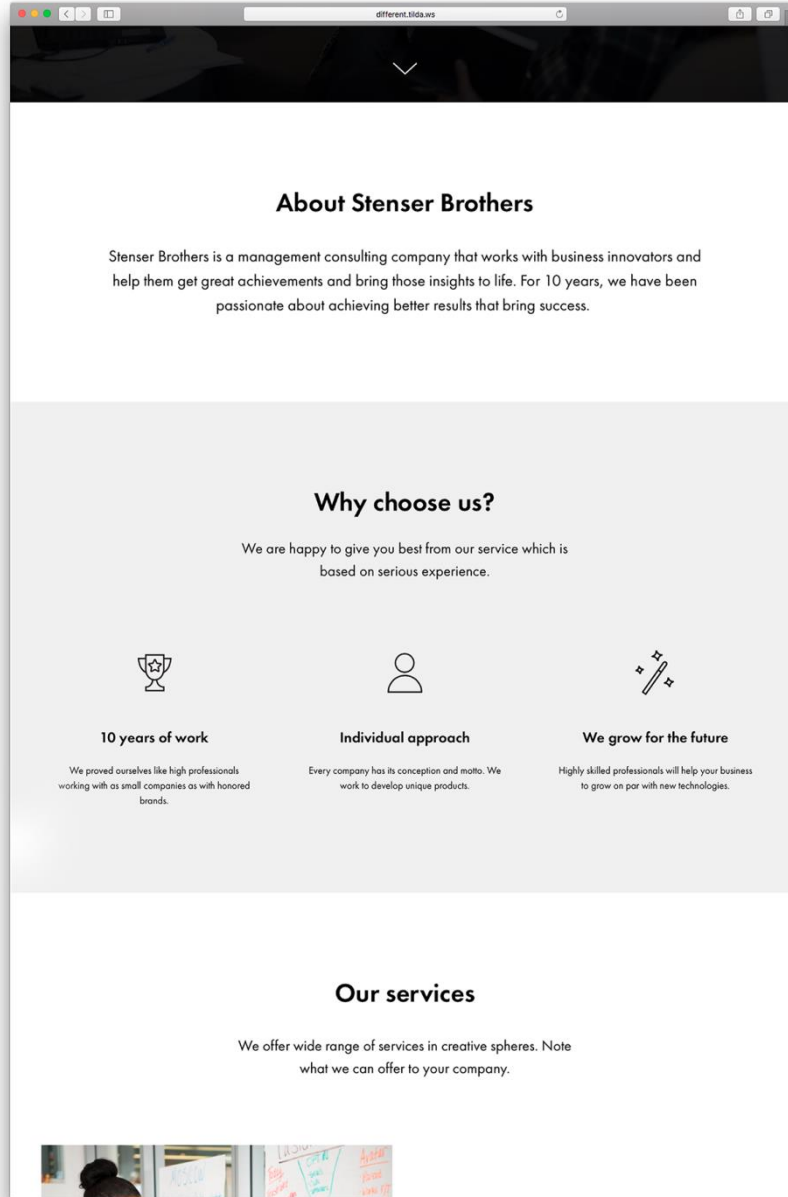 different.tilda.ws
About Stenser Brothers
Stenser Brothers is a management consulting company that works with business innovators and
help them get great achievements and bring those insights to life. For 10 years, we have been
passionate about achieving better results that bring success.
Why choose us?
We are happy to give you best from our service which is
based on serious experience.
10 years of work
We proved ourselves like high professionals
working with as small companies as with honored
brands.
Individual approach
Every company has its conception and motto. We
work to develop unique products.
We grow for the future
Highly skilled professionals will help your business
to grow on par with new technologies.
Our services
We offer wide range of services in creative spheres. Note
what we can offer to your company.